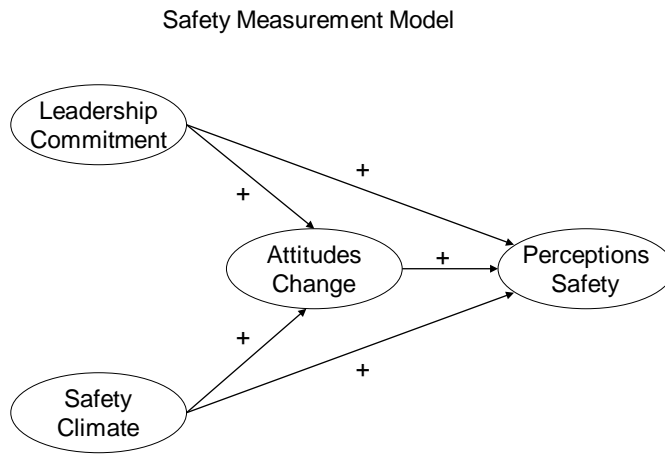 Safety Measurement Model
Leadership
Commitment
+
+
Attitudes
Change
+
Perceptions
Safety
+
+
Safety
Climate